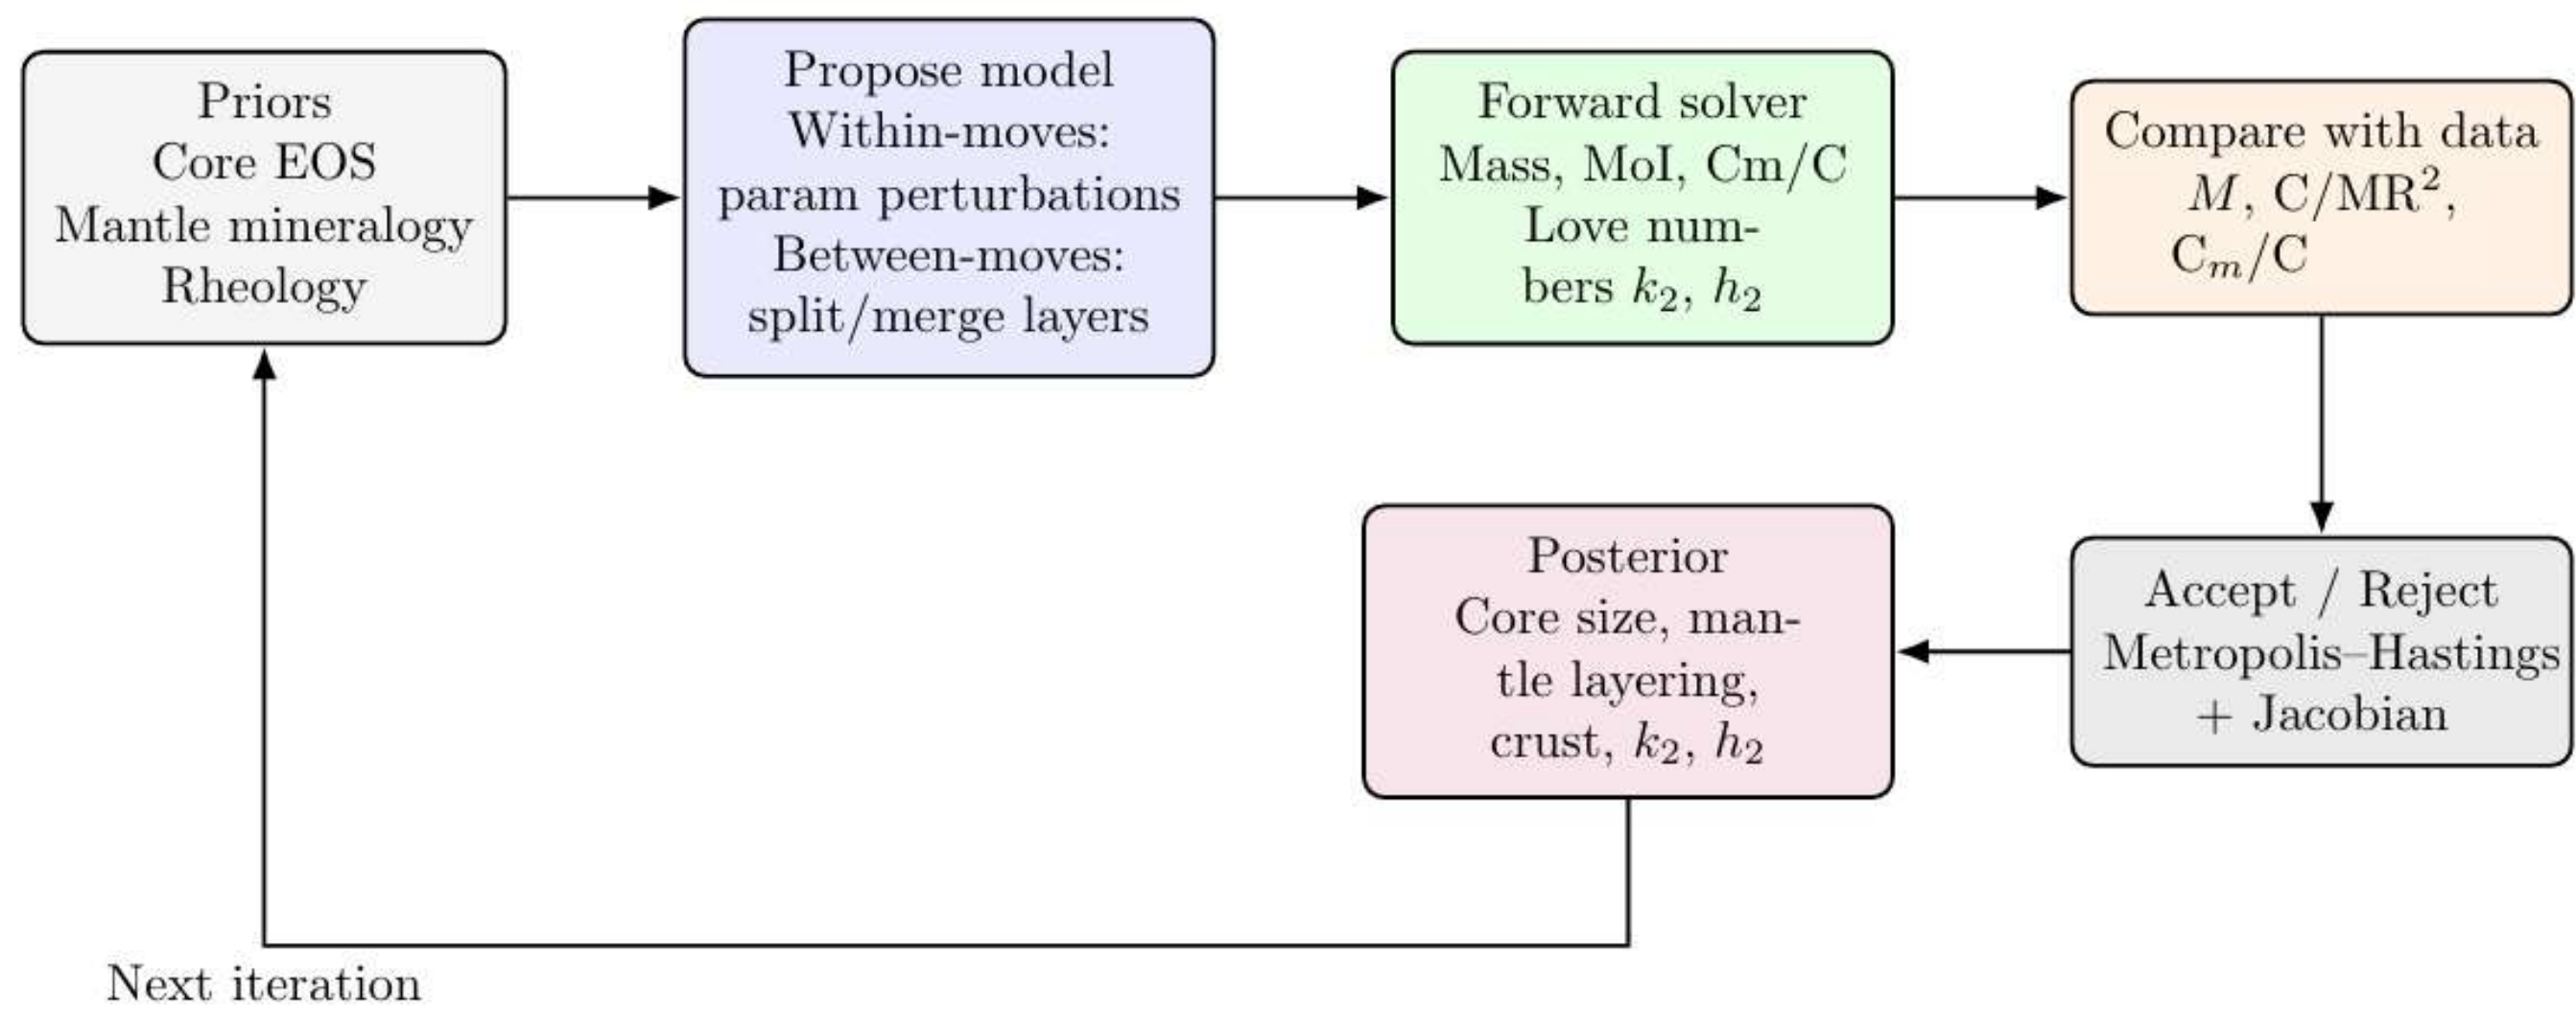 Priors
Core EOS
Mantle mineralogy
Rheology
Propose model
Within-moves:
param perturbations
Between-moves:
split/merge layers
Forward solver
Mass, MoI, Cm/C
Love num-
bers k₂, h₂
Compare with data
M, C/MR²,
Cₘ/C
Accept / Reject
Metropolis–Hastings
+ Jacobian
Posterior
Core size, man-
tle layering,
crust, k₂, h₂
Next iteration